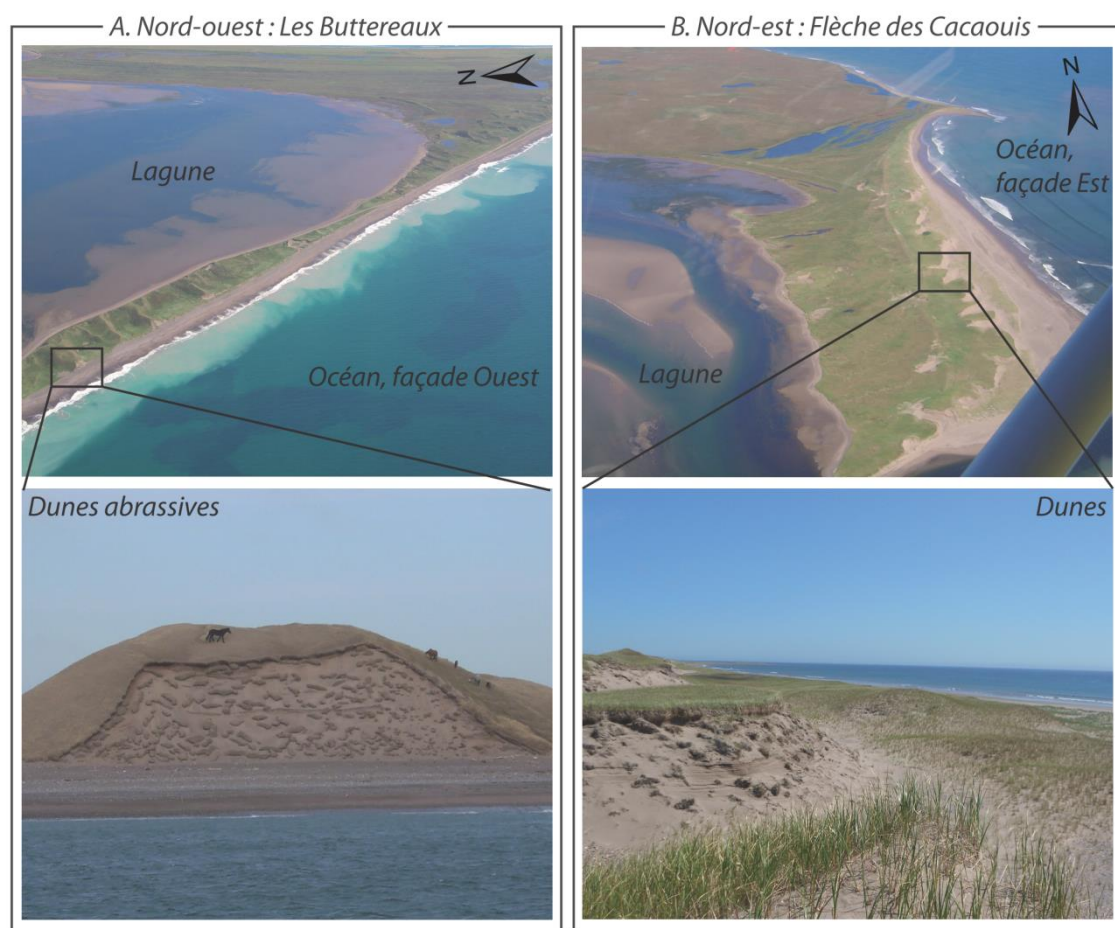 A. Nord-ouest : Les Buttereaux
N
Lagune
Océan, façade Ouest
Dunes abrassives
B. Nord-est : Flèche des Cacaouis
N
Océan,
façade Est
Lagune
Dunes